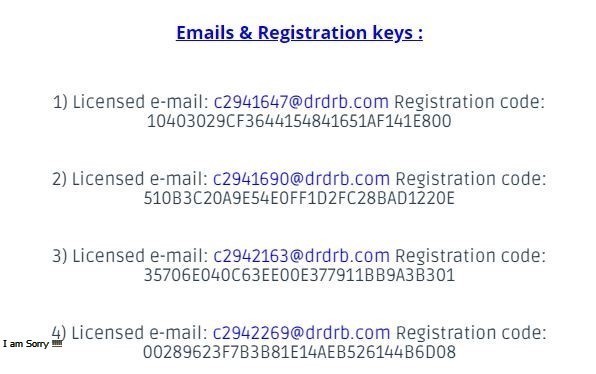 Emails & Registration keys :
1) Licensed e-mail: c2941647@drdrb.com Registration code:
10403029CF3644154841651AF141E800
2) Licensed e-mail: c2941690@drdrb.com Registration code:
510B3C20A9E54E0FF1D2FC28BAD1220E
3) Licensed e-mail: c2942163@drdrb.com Registration code:
35706E040C63EE00E377911BB9A3B301
4) Licensed e-mail: c2942269@drdrb.com Registration code:
I am Sorry !!!!!
00289623F7B3B81E14AEB526144B6D08